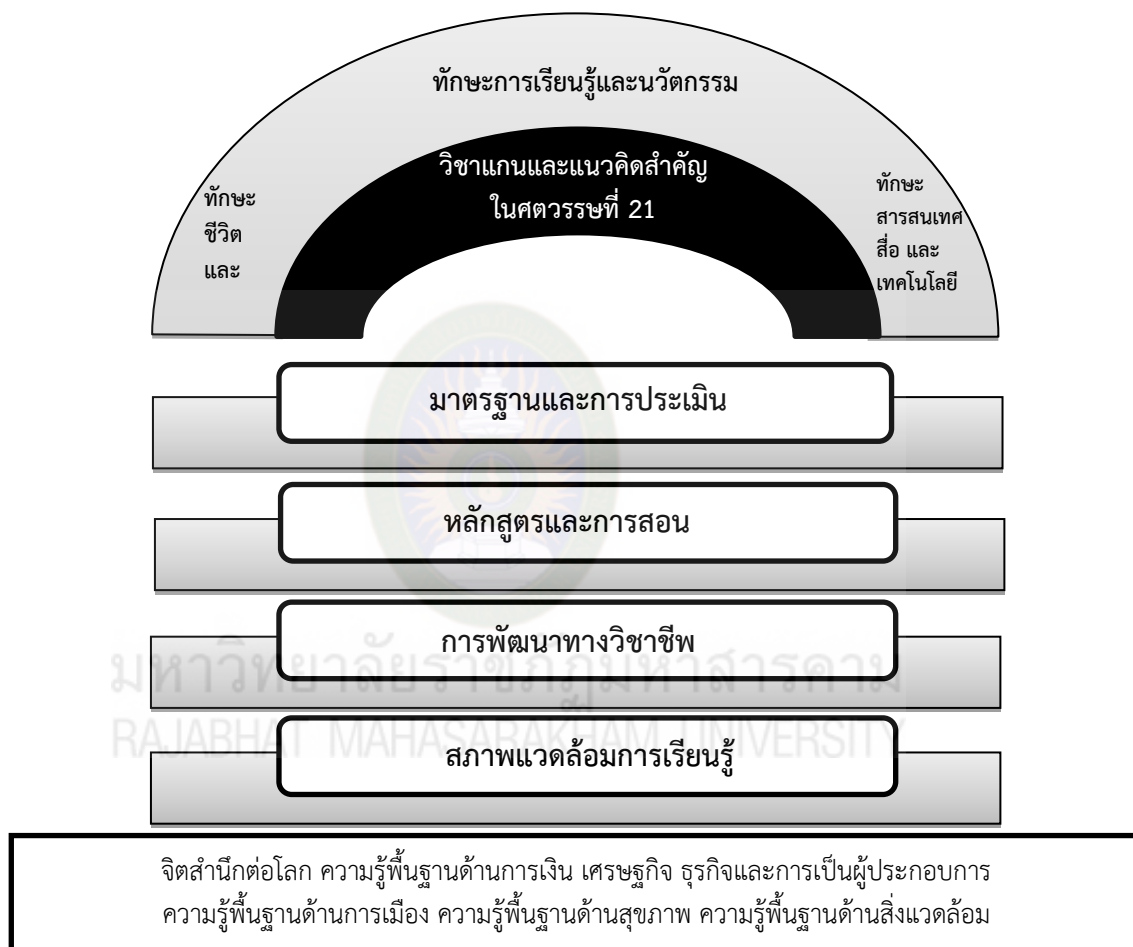 ทักษะการเรียนรู้และนวัตกรรม
วิชาแกนและแนวคิดสำคัญ
ในศตวรรษที่ 21
ทักษะ
ชีวิต
และ
ทักษะ
สารสนเทศ
สื่อ และ
เทคโนโลยี
มาตรฐานและการประเมิน
หลักสูตรและการสอน
การพัฒนาทางวิชาชีพ
มหาวิทยาลัยราชภัฏมหาสารคาม
RAJABHAT MAHASARAKHAM UNIVERSITY
สภาพแวดล้อมการเรียนรู้
จิตสำนึกต่อโลก ความรู้พื้นฐานด้านการเงิน เศรษฐกิจ ธุรกิจและการเป็นผู้ประกอบการ
ความรู้พื้นฐานด้านการเมือง ความรู้พื้นฐานด้านสุขภาพ ความรู้พื้นฐานด้านสิ่งแวดล้อม